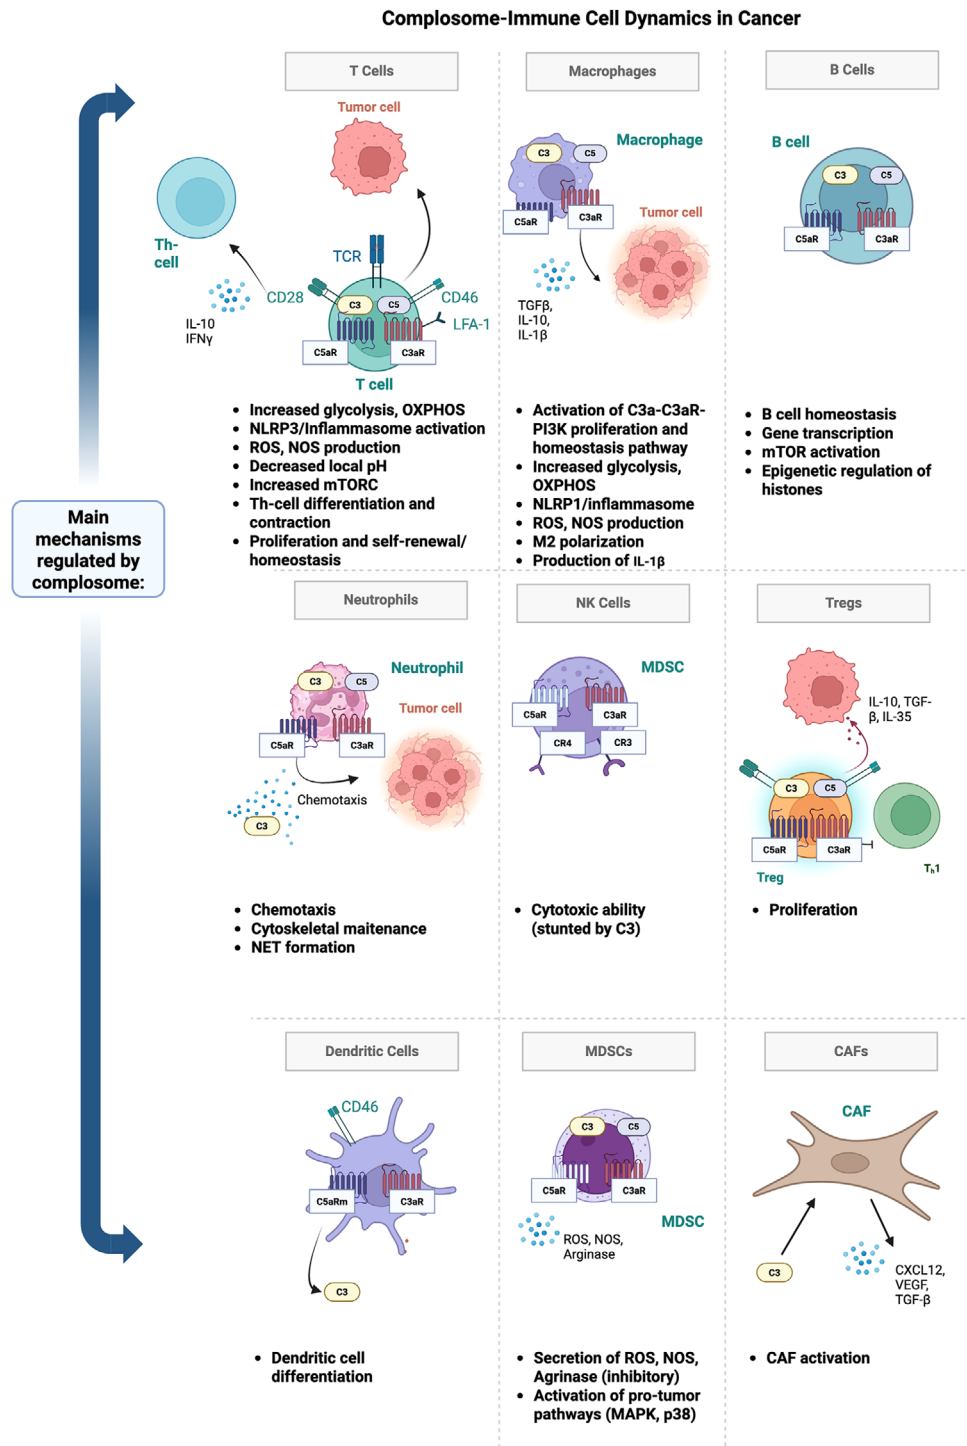 Complosome-Immune Cell Dynamics in Cancer
T Cells
Macrophages
B Cells
Tumor cell
Th-
cell
TCR
CD28
CD46
LFA-1
IL-10
IFNγ
C3
C5
C5aR
C3aR
T cell
Macrophage
C3
C5
C5aR
C3aR
Tumor cell
TGFβ,
IL-10,
IL-1β
B cell
C3
C5
C5aR
C3aR
• Increased glycolysis, OXPHOS
• NLRP3/Inflammasome activation
• ROS, NOS production
• Decreased local pH
• Increased mTORC
• Th-cell differentiation and
contraction
• Proliferation and self-renewal/
homeostasis
• Activation of C3a-C3aR-
PI3K proliferation and
homeostasis pathway
• Increased glycolysis,
OXPHOS
• NLRP1/inflammasome
• ROS, NOS production
• M2 polarization
• Production of IL-1β
• B cell homeostasis
• Gene transcription
• mTOR activation
• Epigenetic regulation of
histones
Main
mechanisms
regulated by
complosome:
Neutrophils
NK Cells
Tregs
Neutrophil
C3
C5
C5aR
C3aR
Tumor cell
Chemotaxis
C3
MDSC
C5aR
C3aR
CR4
CR3
IL-10, TGF-
β, IL-35
C3
C5
C5aR
C3aR
Treg
Th1
• Chemotaxis
• Cytoskeletal maitenance
• NET formation
• Cytotoxic ability
(stunted by C3)
• Proliferation
Dendritic Cells
MDSCs
CAFs
CD46
C5aRm
C3aR
C3
C3
C5
C5aR
C3aR
MDSC
ROS, NOS,
Arginase
CAF
C3
CXCL12,
VEGF,
TGF-β
• Dendritic cell
differentiation
• Secretion of ROS, NOS,
Agrinase (inhibitory)
• Activation of pro-tumor
pathways (MAPK, p38)
• CAF activation